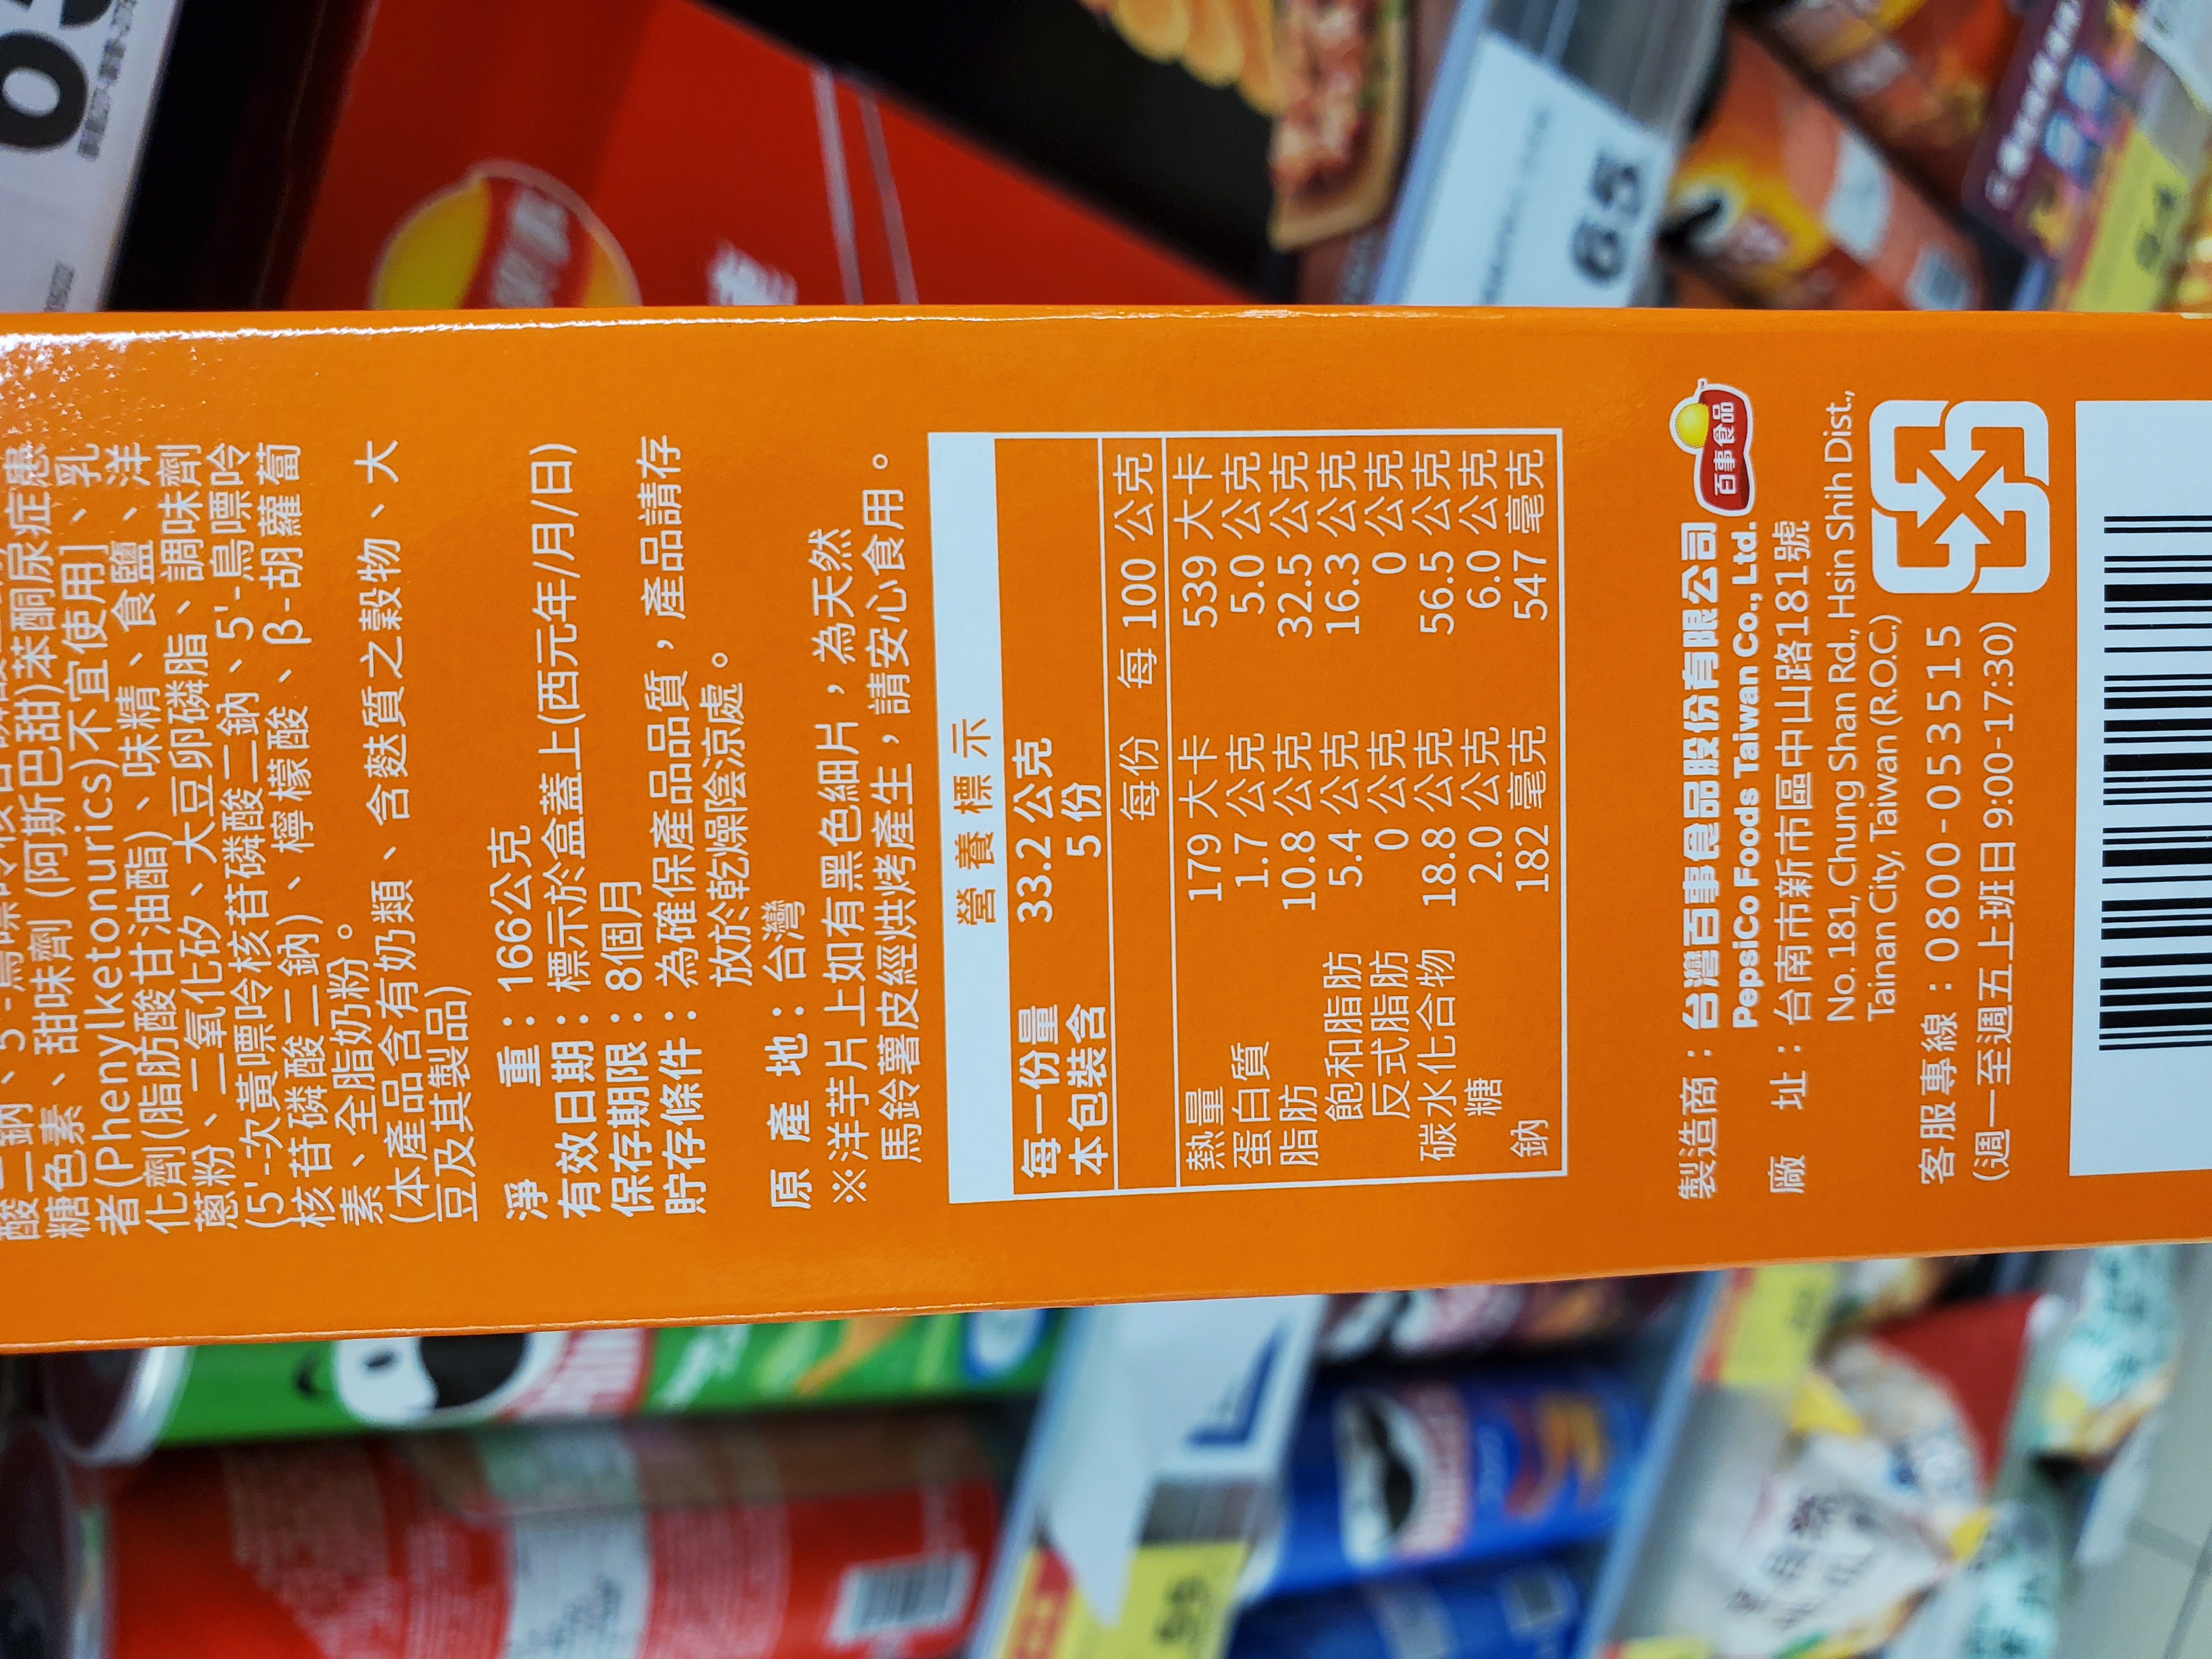 糖色素、甜味劑 (阿斯巴甜)苯酮尿症患
者(Phenylketonurics)不宜使用]、乳
化劑(脂肪酸甘油酯)、味精、食鹽、洋
蔥粉、二氧化矽、大豆卵磷脂、調味劑
(5'-次黃嘌呤核苷磷酸二鈉、5'-鳥嘌呤
核苷磷酸二鈉)、檸檬酸、β-胡蘿蔔
素、全脂奶粉。
(本產品含有奶類、含麩質之穀物、大
豆及其製品)
淨 重：166公克
有效日期：標示於盒蓋上(西元年/月/日)
保存期限：8個月
貯存條件：為確保產品品質，產品請存
放於乾燥陰涼處。
原 產 地：台灣
※洋芋片上如有黑色細片，為天然
馬鈴薯皮經烘烤產生，請安心食用。
營養標示
每一份量 33.2 公克
本包裝含 5 份
每份 每 100 公克
熱量 179 大卡 539 大卡
蛋白質 1.7 公克 5.0 公克
脂肪 10.8 公克 32.5 公克
飽和脂肪 5.4 公克 16.3 公克
反式脂肪 0 公克 0 公克
碳水化合物 18.8 公克 56.5 公克
糖 2.0 公克 6.0 公克
鈉 182 毫克 547 毫克
製造商：台灣百事食品股份有限公司
PepsiCo Foods Taiwan Co., Ltd.
百事食品
廠 址：台南市新市區中山路181號
No. 181, Chung Shan Rd., Hsin Shih Dist.,
Tainan City, Taiwan (R.O.C.)
客服專線：0800-053515
(週一至週五上班日 9:00-17:30)
65